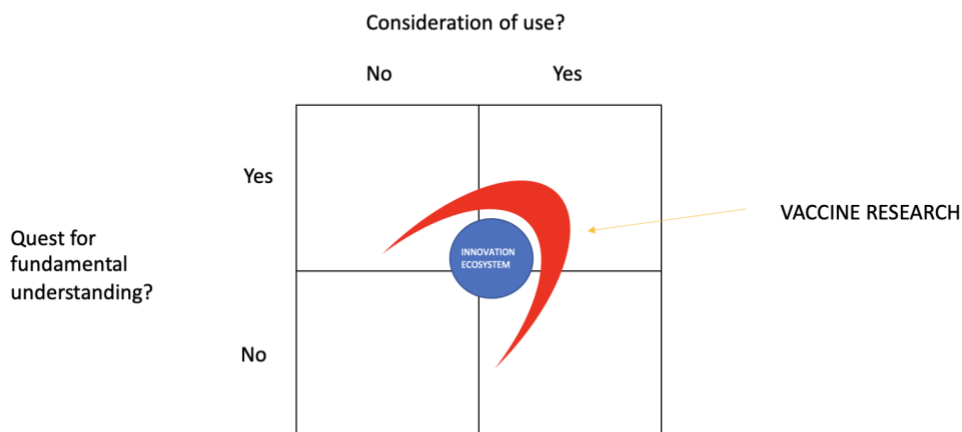 Consideration of use?
No
Yes
Yes
Quest for
fundamental
understanding?
No
INNOVATION
ECOSYSTEM
VACCINE RESEARCH